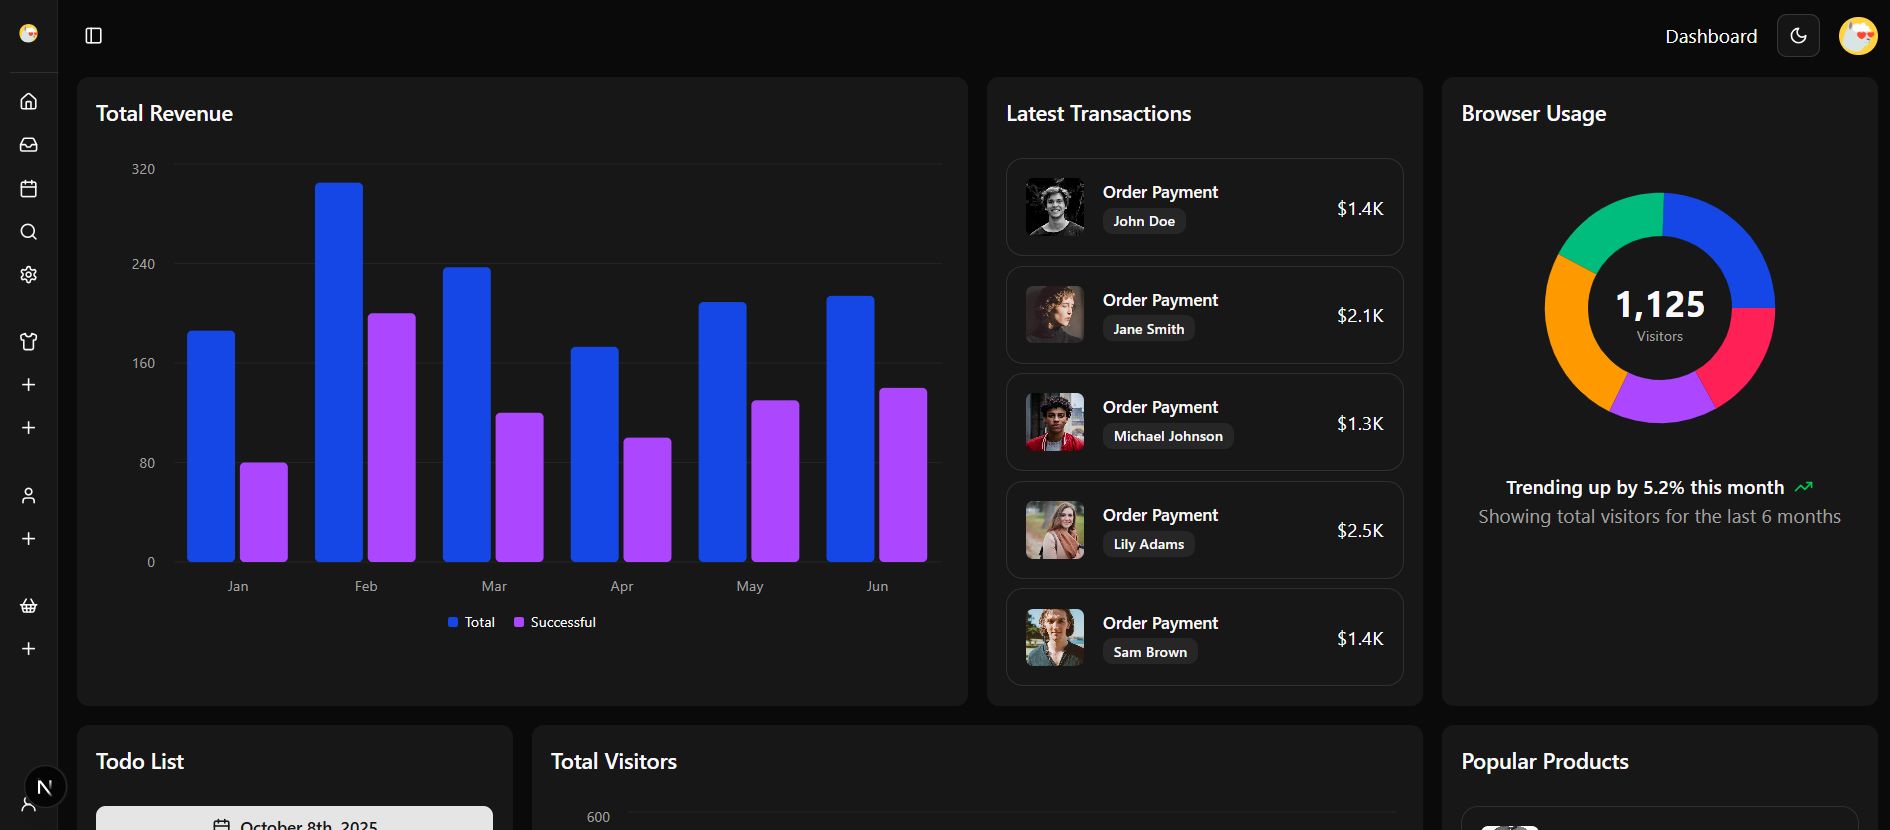 Dashboard
Total Revenue
320
240
160
80
0
Jan Feb Mar Apr May Jun
Total Successful
Latest Transactions
Order Payment
John Doe
$1.4K
Order Payment
Jane Smith
$2.1K
Order Payment
Michael Johnson
$1.3K
Order Payment
Lily Adams
$2.5K
Order Payment
Sam Brown
$1.4K
Browser Usage
1,125
Visitors
Trending up by 5.2% this month
Showing total visitors for the last 6 months
Todo List
October 8th, 2025
Total Visitors
600
Popular Products
N